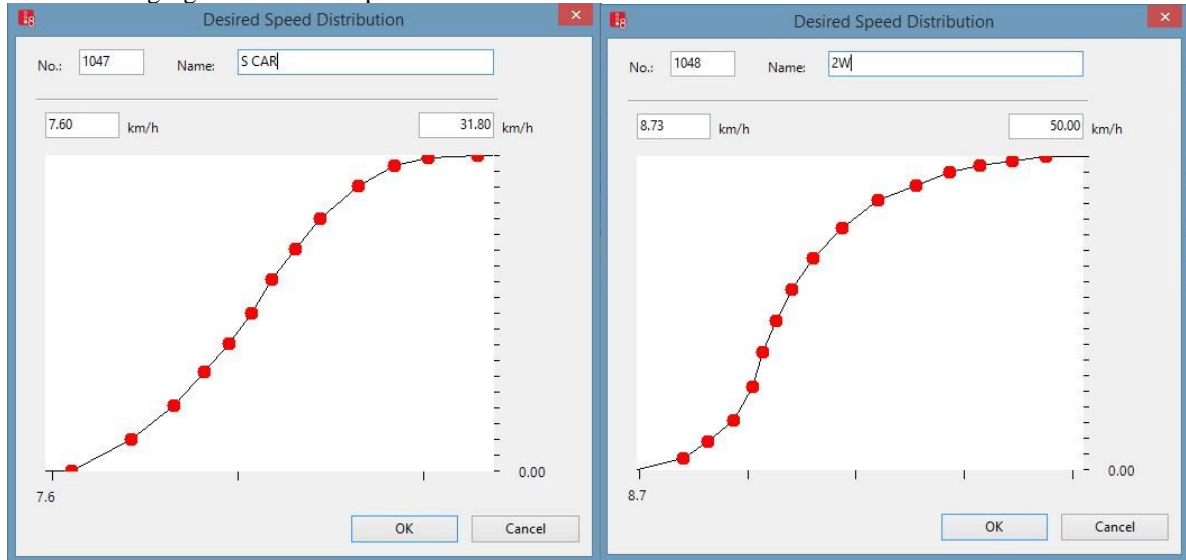 Desired Speed Distribution
No.: 1047 Name: S CAR
7.60 km/h 31.80 km/h
0.00
7.6
OK Cancel
Desired Speed Distribution
No.: 1048 Name: 2W
8.73 km/h 50.00 km/h
0.00
8.7
OK Cancel